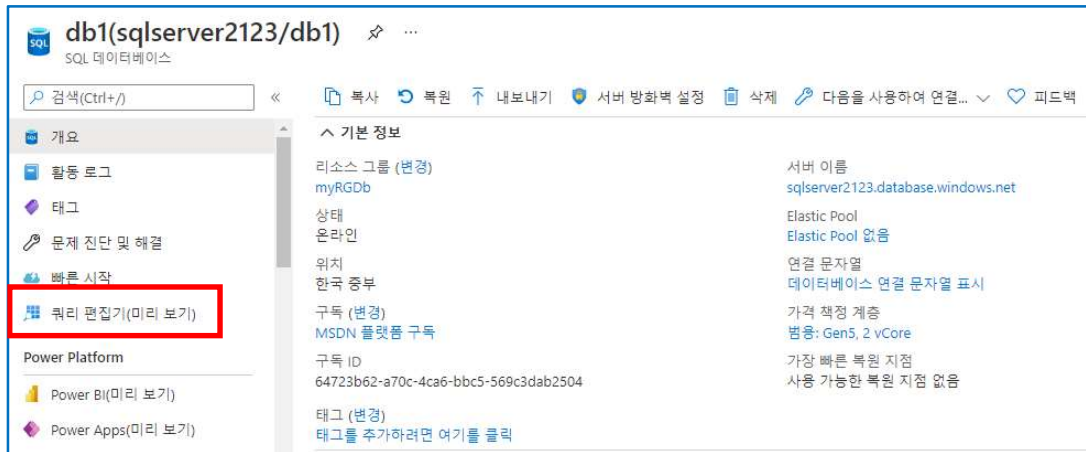 db1(sqlserver2123/db1)
SQL 데이터베이스
검색(Ctrl+/)
복사 복원 내보내기 서버 방화벽 설정 삭제 다음을 사용하여 연결... 피드백
개요
활동 로그
태그
문제 진단 및 해결
빠른 시작
쿼리 편집기(미리 보기)
Power Platform
Power BI(미리 보기)
Power Apps(미리 보기)
기본 정보
리소스 그룹 (변경)
myRGDb
상태
온라인
위치
한국 중부
구독 (변경)
MSDN 플랫폼 구독
구독 ID
64723b62-a70c-4ca6-bbc5-569c3dab2504
태그 (변경)
태그를 추가하려면 여기를 클릭
서버 이름
sqlserver2123.database.windows.net
Elastic Pool
Elastic Pool 없음
연결 문자열
데이터베이스 연결 문자열 표시
가격 책정 계층
범용: Gen5, 2 vCore
가장 빠른 복원 지점
사용 가능한 복원 지점 없음